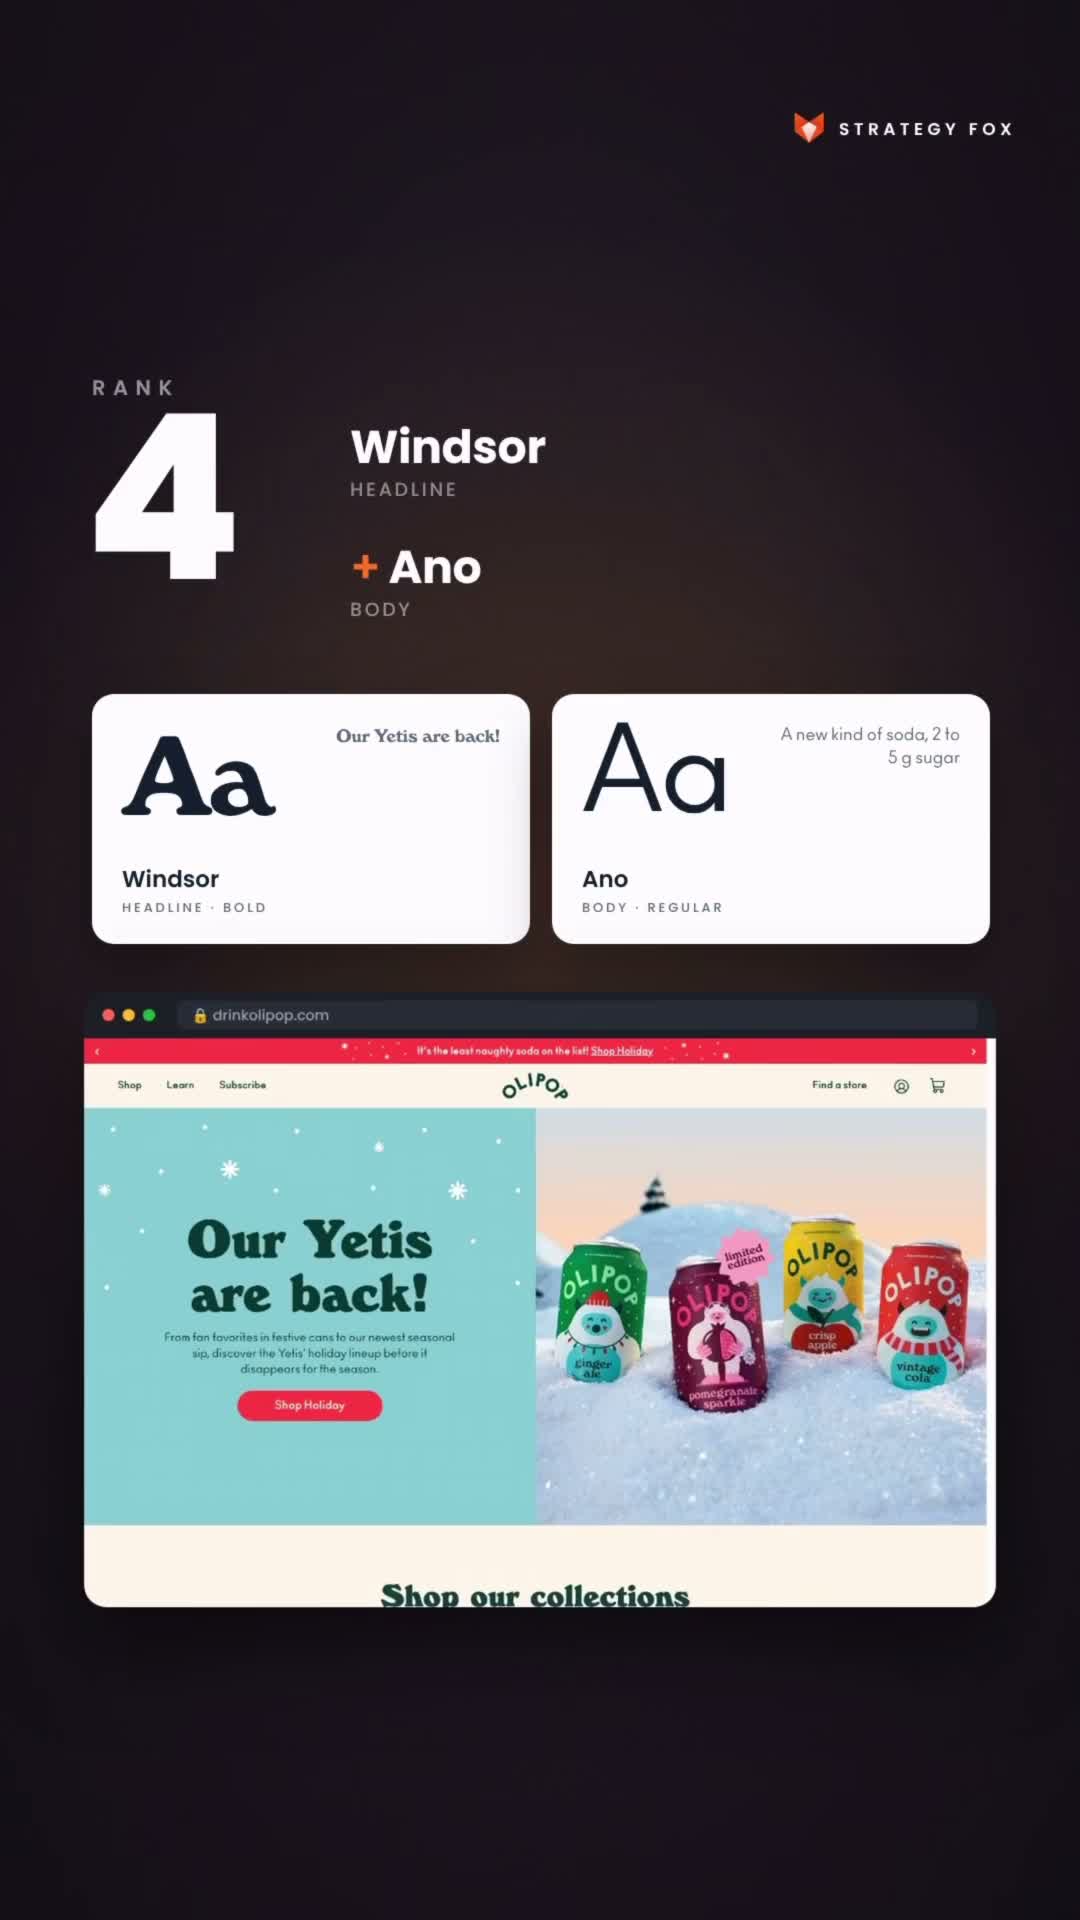 STRATEGY FOX
RANK
4
Windsor
HEADLINE
+ Ano
BODY
Aa
Our Yetis are back!
Windsor
HEADLINE · BOLD
Aa
A new kind of soda, 2 to
5 g sugar
Ano
BODY · REGULAR
drinkolipop.com
It's the least naughty soda on the list! Shop Holiday
Shop Learn Subscribe
OLIPOP
Find a store
Our Yetis
are back!
From fan favorites in festive cans to our newest seasonal
sip, discover the Yetis' holiday lineup before it
disappears for the season.
Shop Holiday
OLIPOP
ginger
ale
limited
edition
OLIPOP
pomegranate
sparkle
OLIPOP
crisp
apple
OLIPOP
vintage
cola
Shop our collections